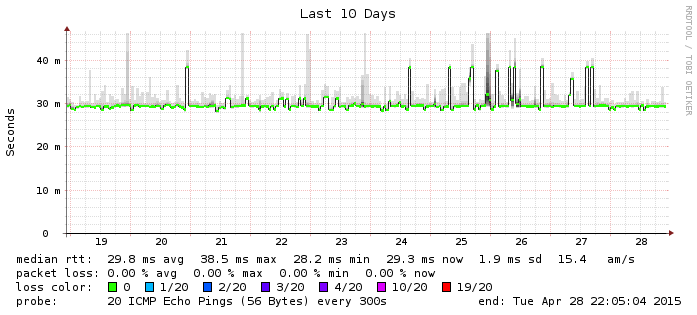 Last 10 Days
RRDTOOL / TOBI OETIKER
Seconds
40 m
30 m
20 m
10 m
0
19 20 21 22 23 24 25 26 27 28
median rtt: 29.8 ms avg 38.5 ms max 28.2 ms min 29.3 ms now 1.9 ms sd 15.4 am/s
packet loss: 0.00 % avg 0.00 % max 0.00 % min 0.00 % now
loss color: 0 1/20 2/20 3/20 4/20 10/20 19/20
probe: 20 ICMP Echo Pings (56 Bytes) every 300s end: Tue Apr 28 22:05:04 2015